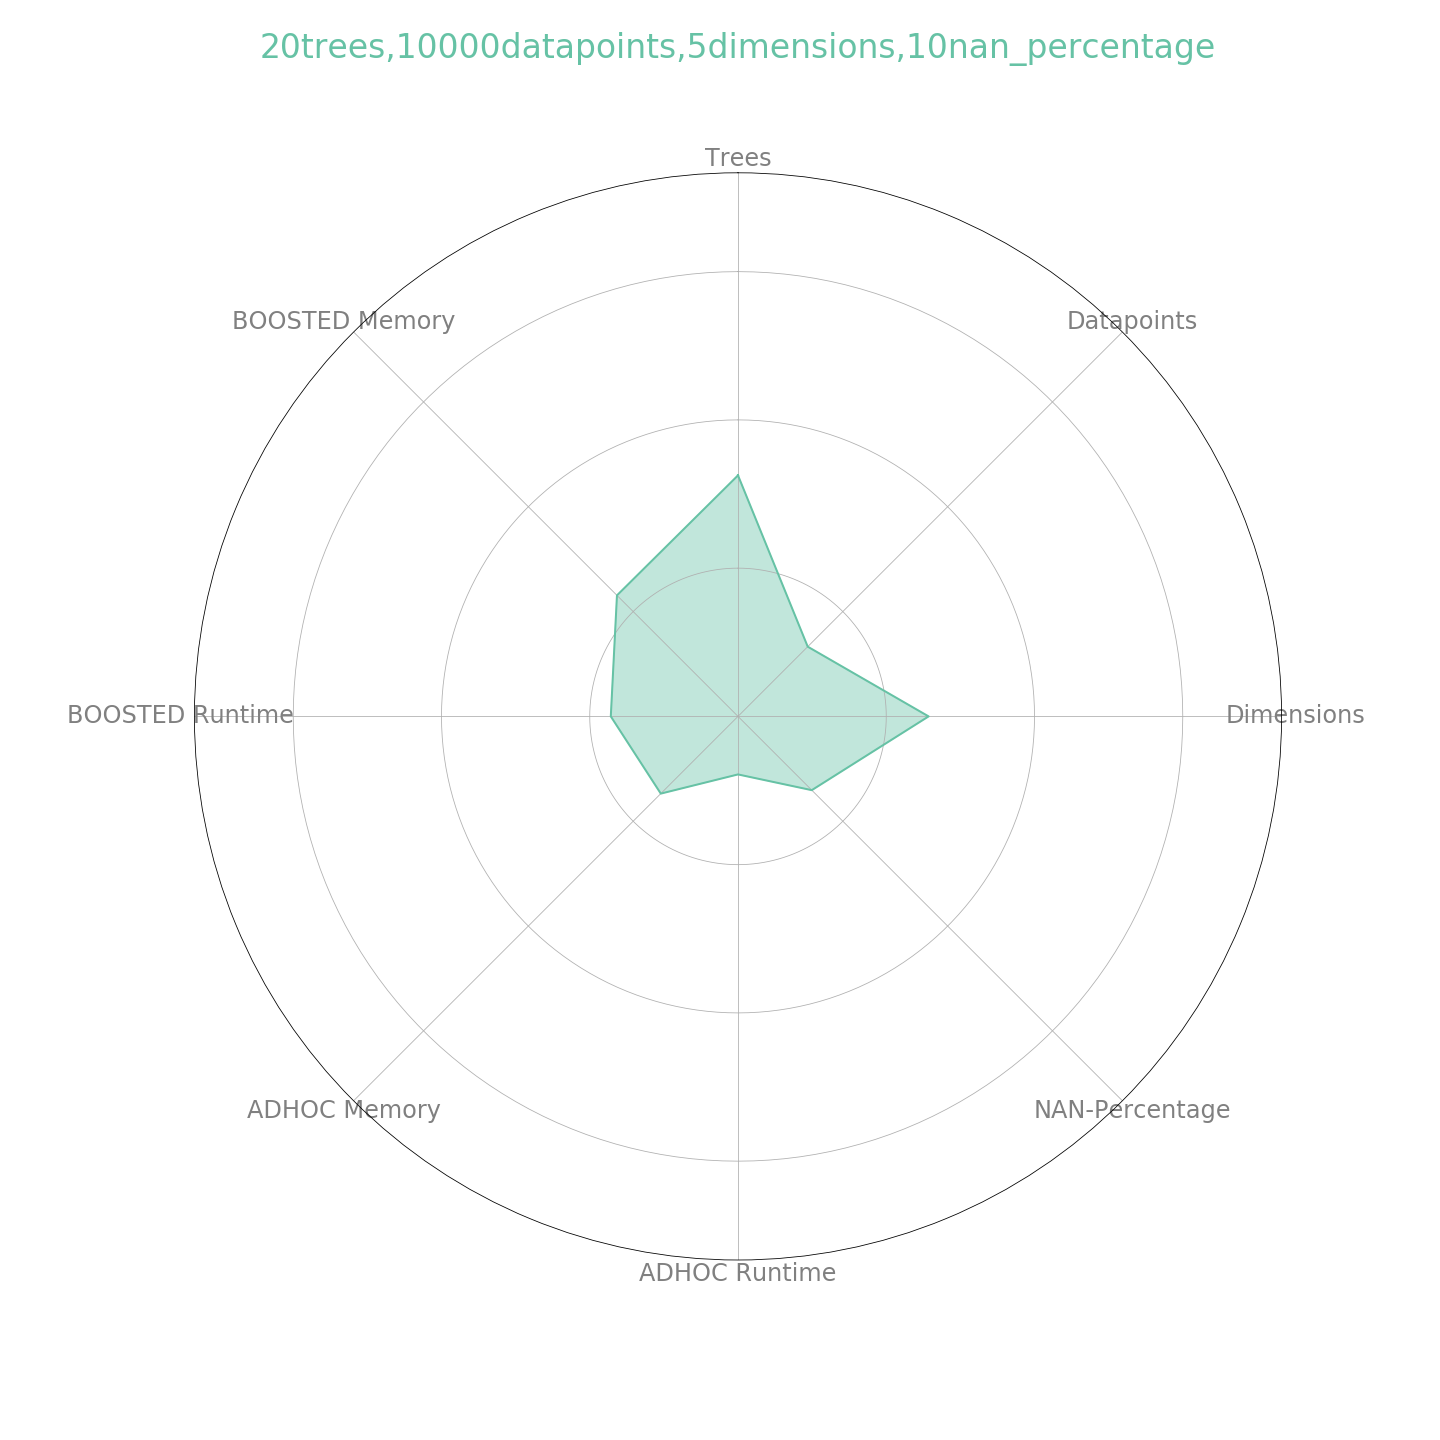 20trees,10000datapoints,5dimensions,10nan_percentage
Trees
BOOSTED Memory
Datapoints
BOOSTED Runtime
Dimensions
ADHOC Memory
NAN-Percentage
ADHOC Runtime